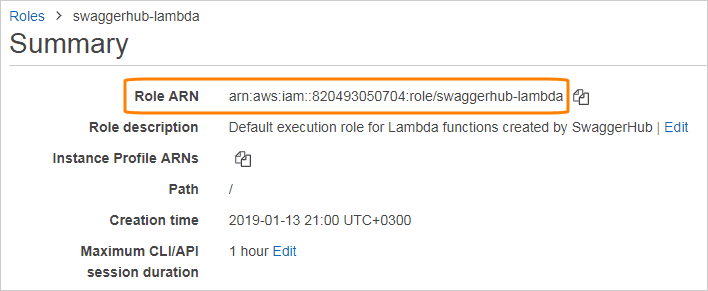 Roles > swaggerhub-lambda
Summary
Role ARN arn:aws:iam::820493050704:role/swaggerhub-lambda
Role description Default execution role for Lambda functions created by SwaggerHub | Edit
Instance Profile ARNs
Path /
Creation time 2019-01-13 21:00 UTC+0300
Maximum CLI/API 1 hour Edit
session duration